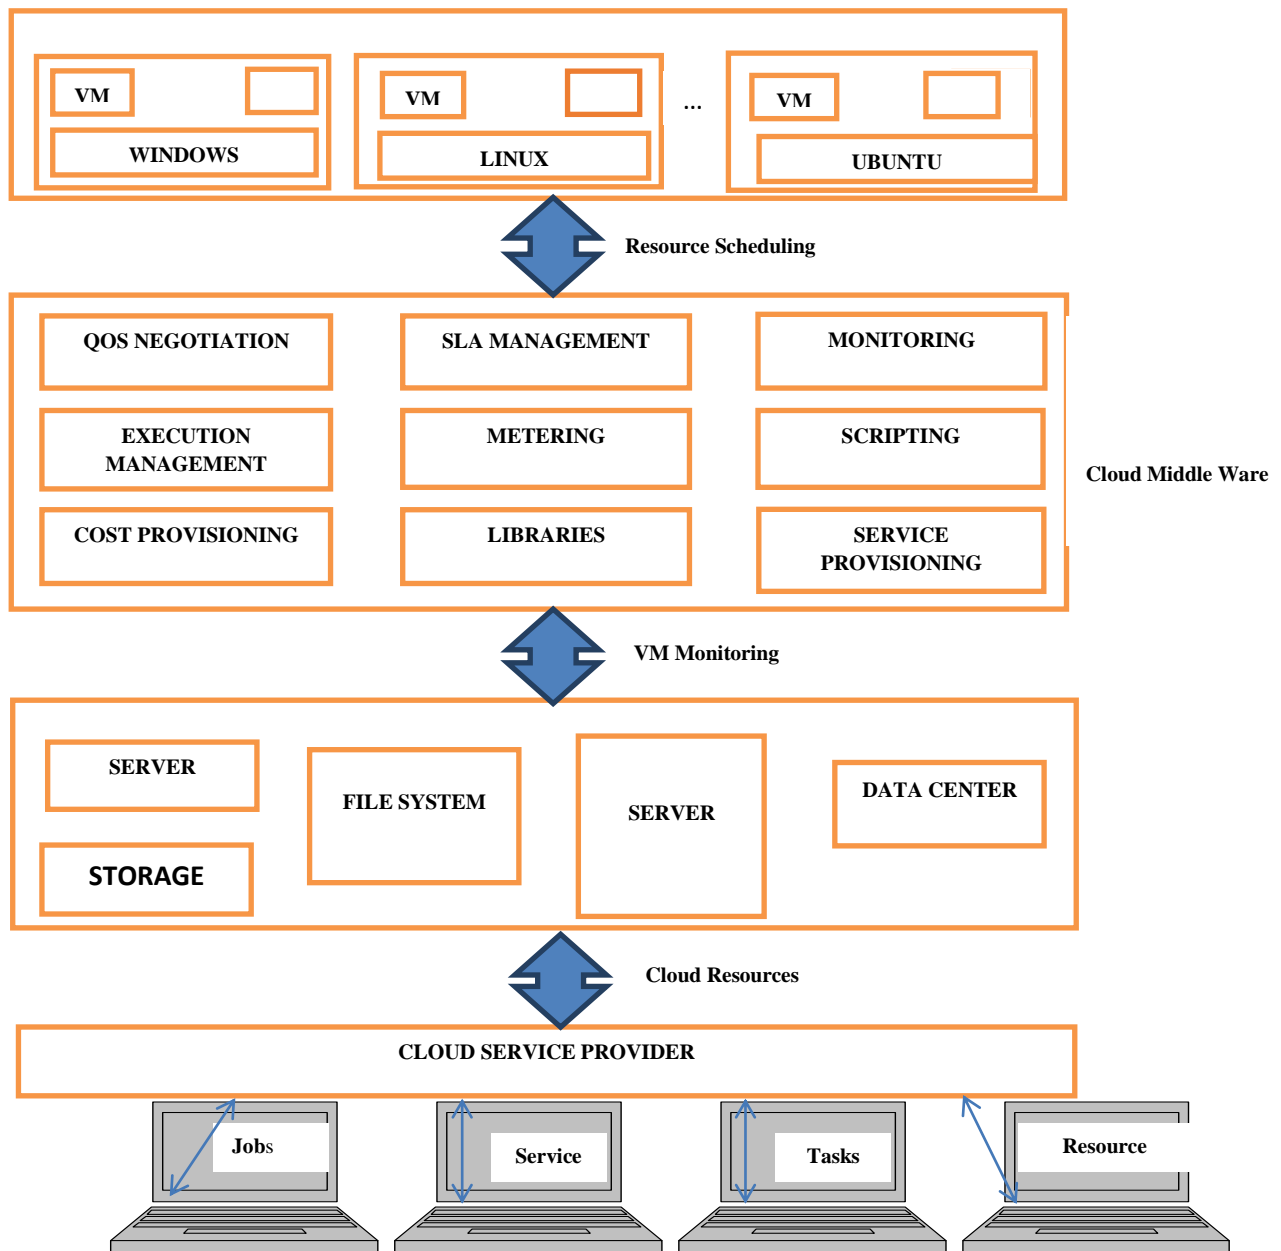 VM
VM
...
VM
WINDOWS
LINUX
UBUNTU
Resource Scheduling
QOS NEGOTIATION
SLA MANAGEMENT
MONITORING
EXECUTION
MANAGEMENT
METERING
SCRIPTING
Cloud Middle Ware
COST PROVISIONING
LIBRARIES
SERVICE
PROVISIONING
VM Monitoring
SERVER
FILE SYSTEM
SERVER
DATA CENTER
STORAGE
Cloud Resources
CLOUD SERVICE PROVIDER
Jobs
Service
Tasks
Resource